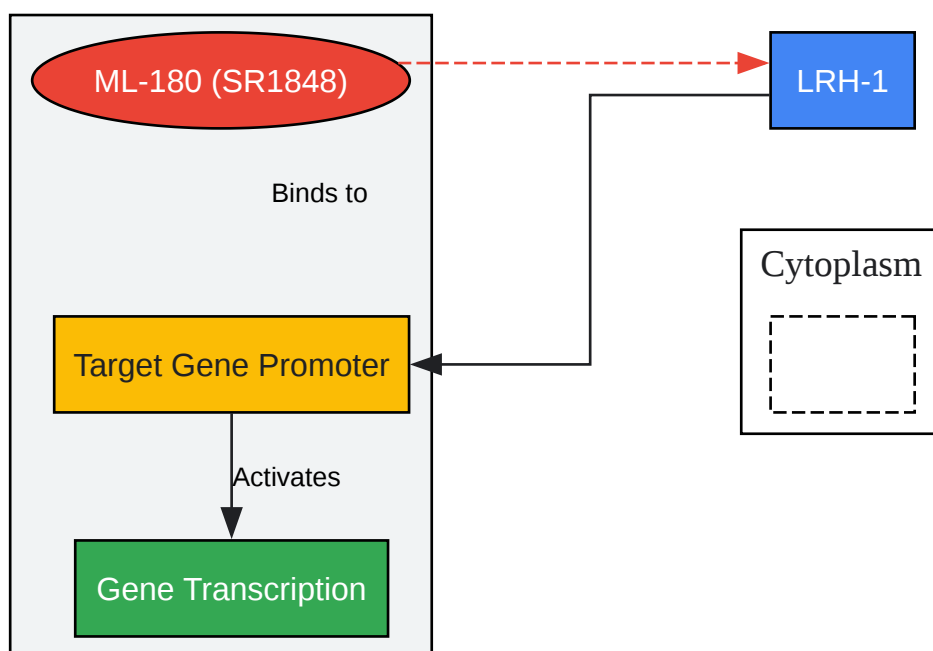 ML-180 (SR1848)
LRH-1
Binds to
Cytoplasm
Target Gene Promoter
Activates
Gene Transcription